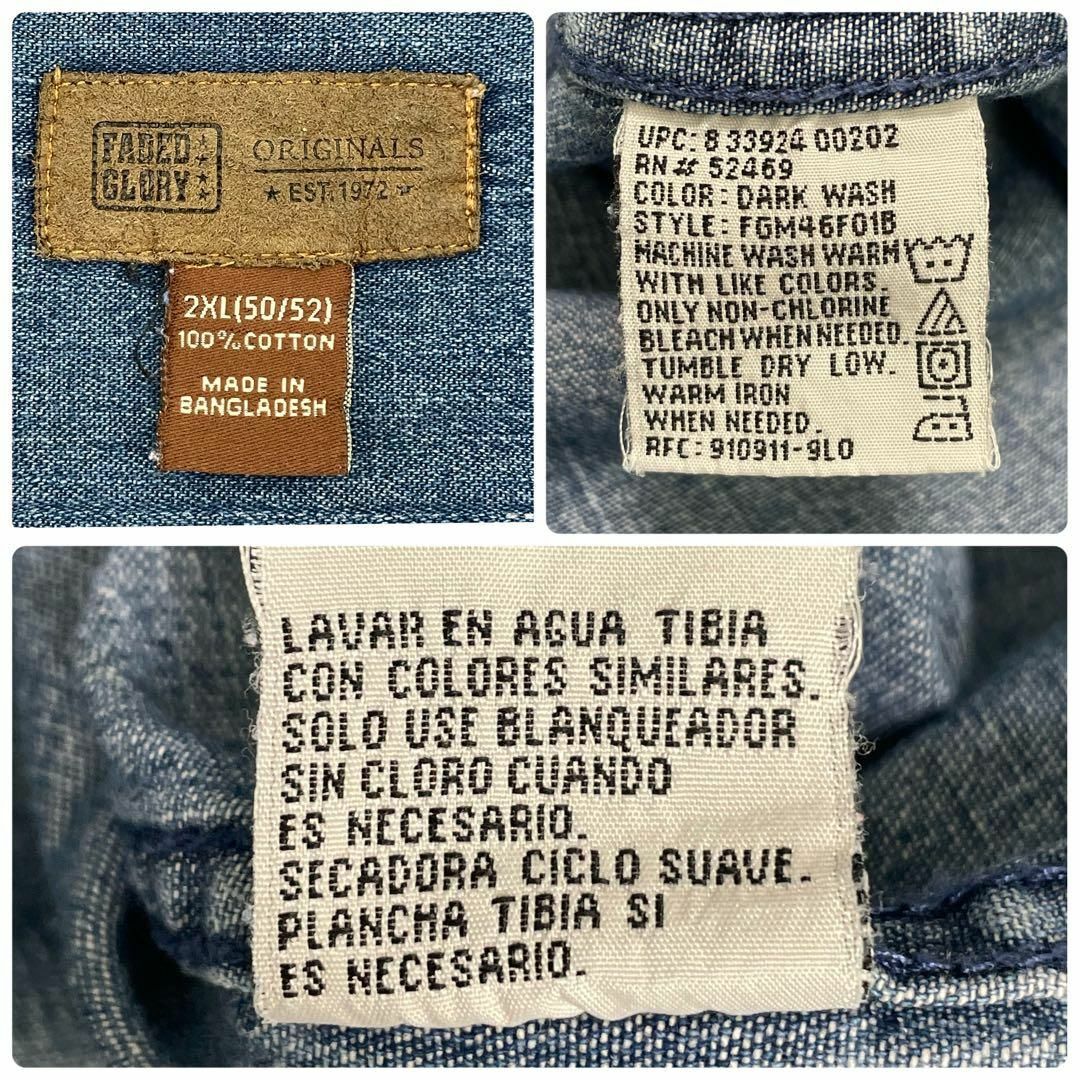 FADED GLORY
ORIGINALS
EST. 1972
2XL(50/52)
100% COTTON
MADE IN
BANGLADESH
UPC: 8 33924 00202
RN# 52469
COLOR: DARK WASH
STYLE: FGM46F01B
MACHINE WASH WARM
WITH LIKE COLORS.
ONLY NON-CHLORINE
BLEACH WHEN NEEDED.
TUMBLE DRY LOW.
WARM IRON
WHEN NEEDED.
RFC: 910911-9LO
LAVAR EN AGUA TIBIA
CON COLORES SIMILARES.
SOLO USE BLANQUEADOR
SIN CLORO CUANDO
ES NECESARIO.
SECADORA CICLO SUAVE.
PLANCHA TIBIA SI
ES NECESARIO.